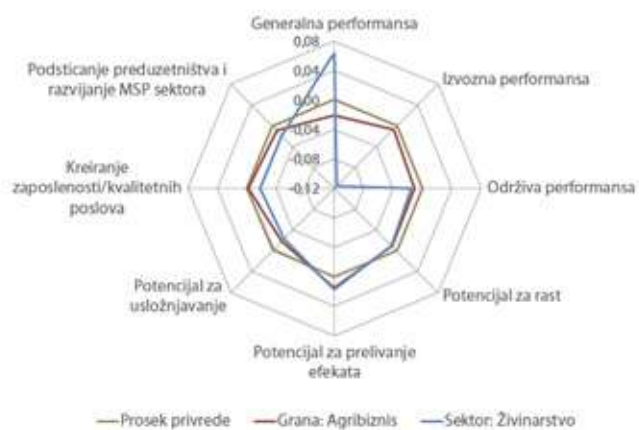 Generalna performansa
0,08
0,04
0,00
-0,04
-0,08
-0,12
Izvozna performansa
Održiva performansa
Potencijal za rast
Potencijal za prelivanje
efekata
Potencijal za
usložnjavanje
Kreiranje
zaposlenosti/kvalitetnih
poslova
Podsticanje preduzetništva i
razvijanje MSP sektora
Prosek privrede
Grana: Agribiznis
Sektor: Živinarstvo